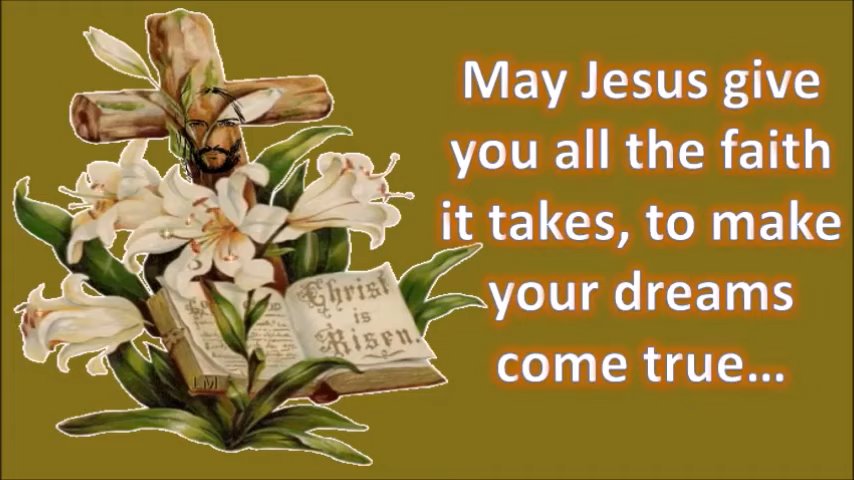 May Jesus give
you all the faith
it takes, to make
your dreams
come true...
Christ
is
Risen.
LM